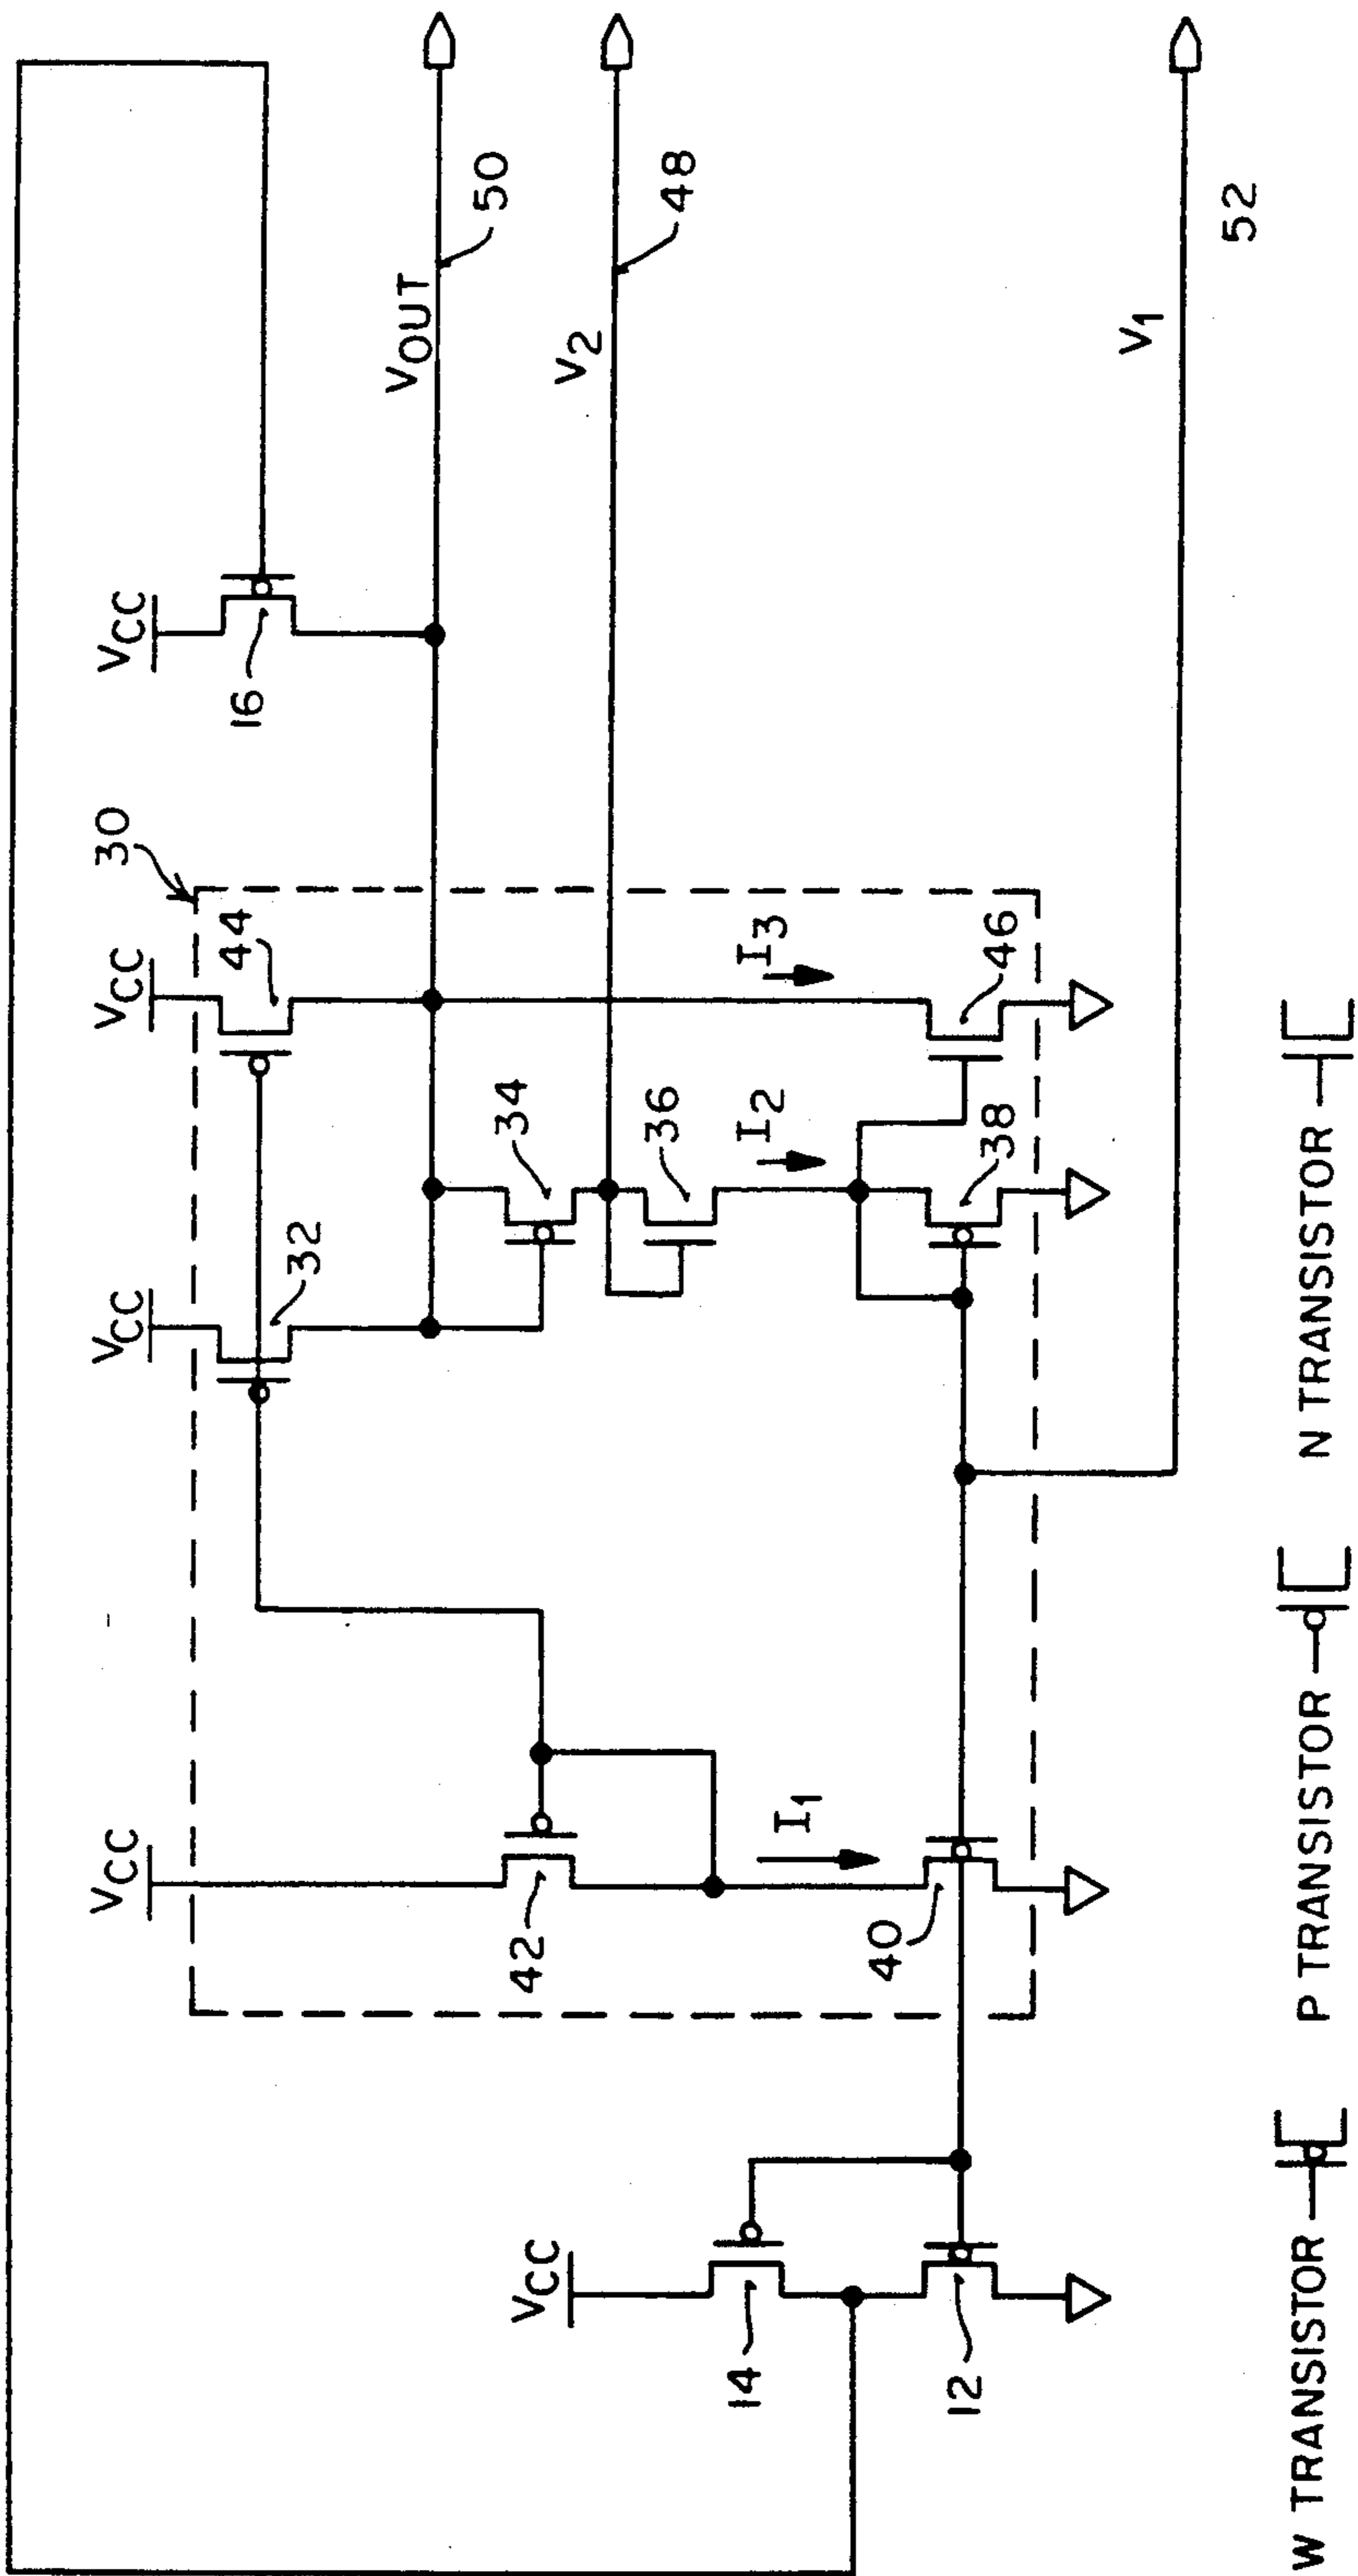 VCC
16
VOUT
50
V2
48
V1
52
30
VCC
44
I3
46
VCC
32
34
36
I2
38
VCC
42
I1
40
VCC
14
12
W TRANSISTOR
P TRANSISTOR
N TRANSISTOR